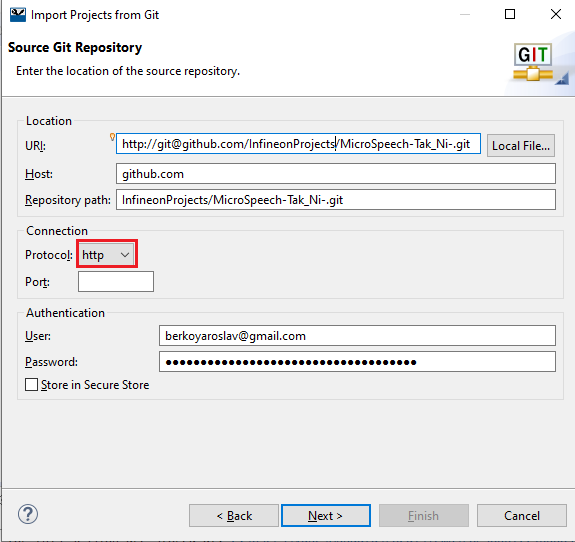 Import Projects from Git
Source Git Repository
Enter the location of the source repository.
GIT
Location
URI: http://git@github.com/InfineonProjects/MicroSpeech-Tak_Ni-.git Local File...
Host: github.com
Repository path: InfineonProjects/MicroSpeech-Tak_Ni-.git
Connection
Protocol: http
Port:
Authentication
User: berkoyaroslav@gmail.com
Password: ●●●●●●●●●●●●●●●●●●●●●●●●●●●●●●●●●●●●
Store in Secure Store
? < Back Next > Finish Cancel